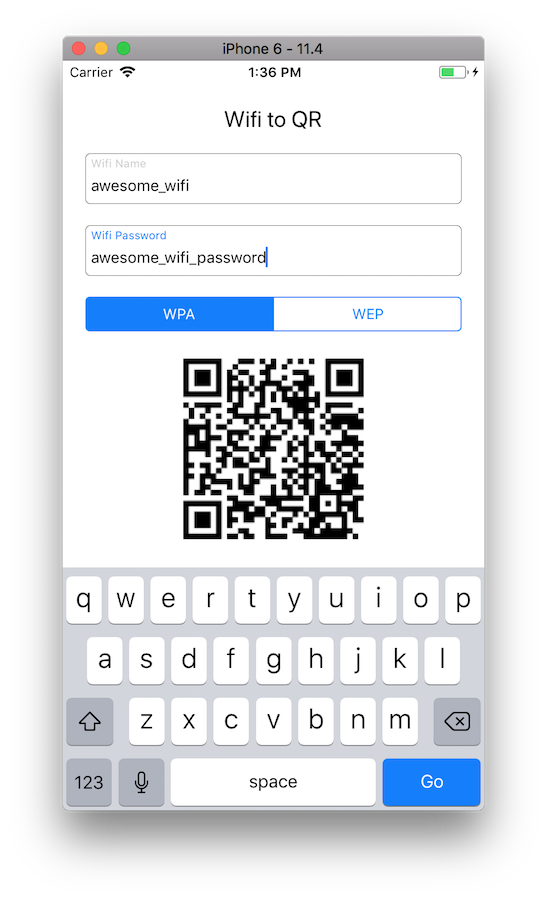 iPhone 6 - 11.4
Carrier 1:36 PM
Wifi to QR
Wifi Name
awesome_wifi
Wifi Password
awesome_wifi_password
WPA WEP
q w e r t y u i o p
a s d f g h j k l
z x c v b n m
123 space Go